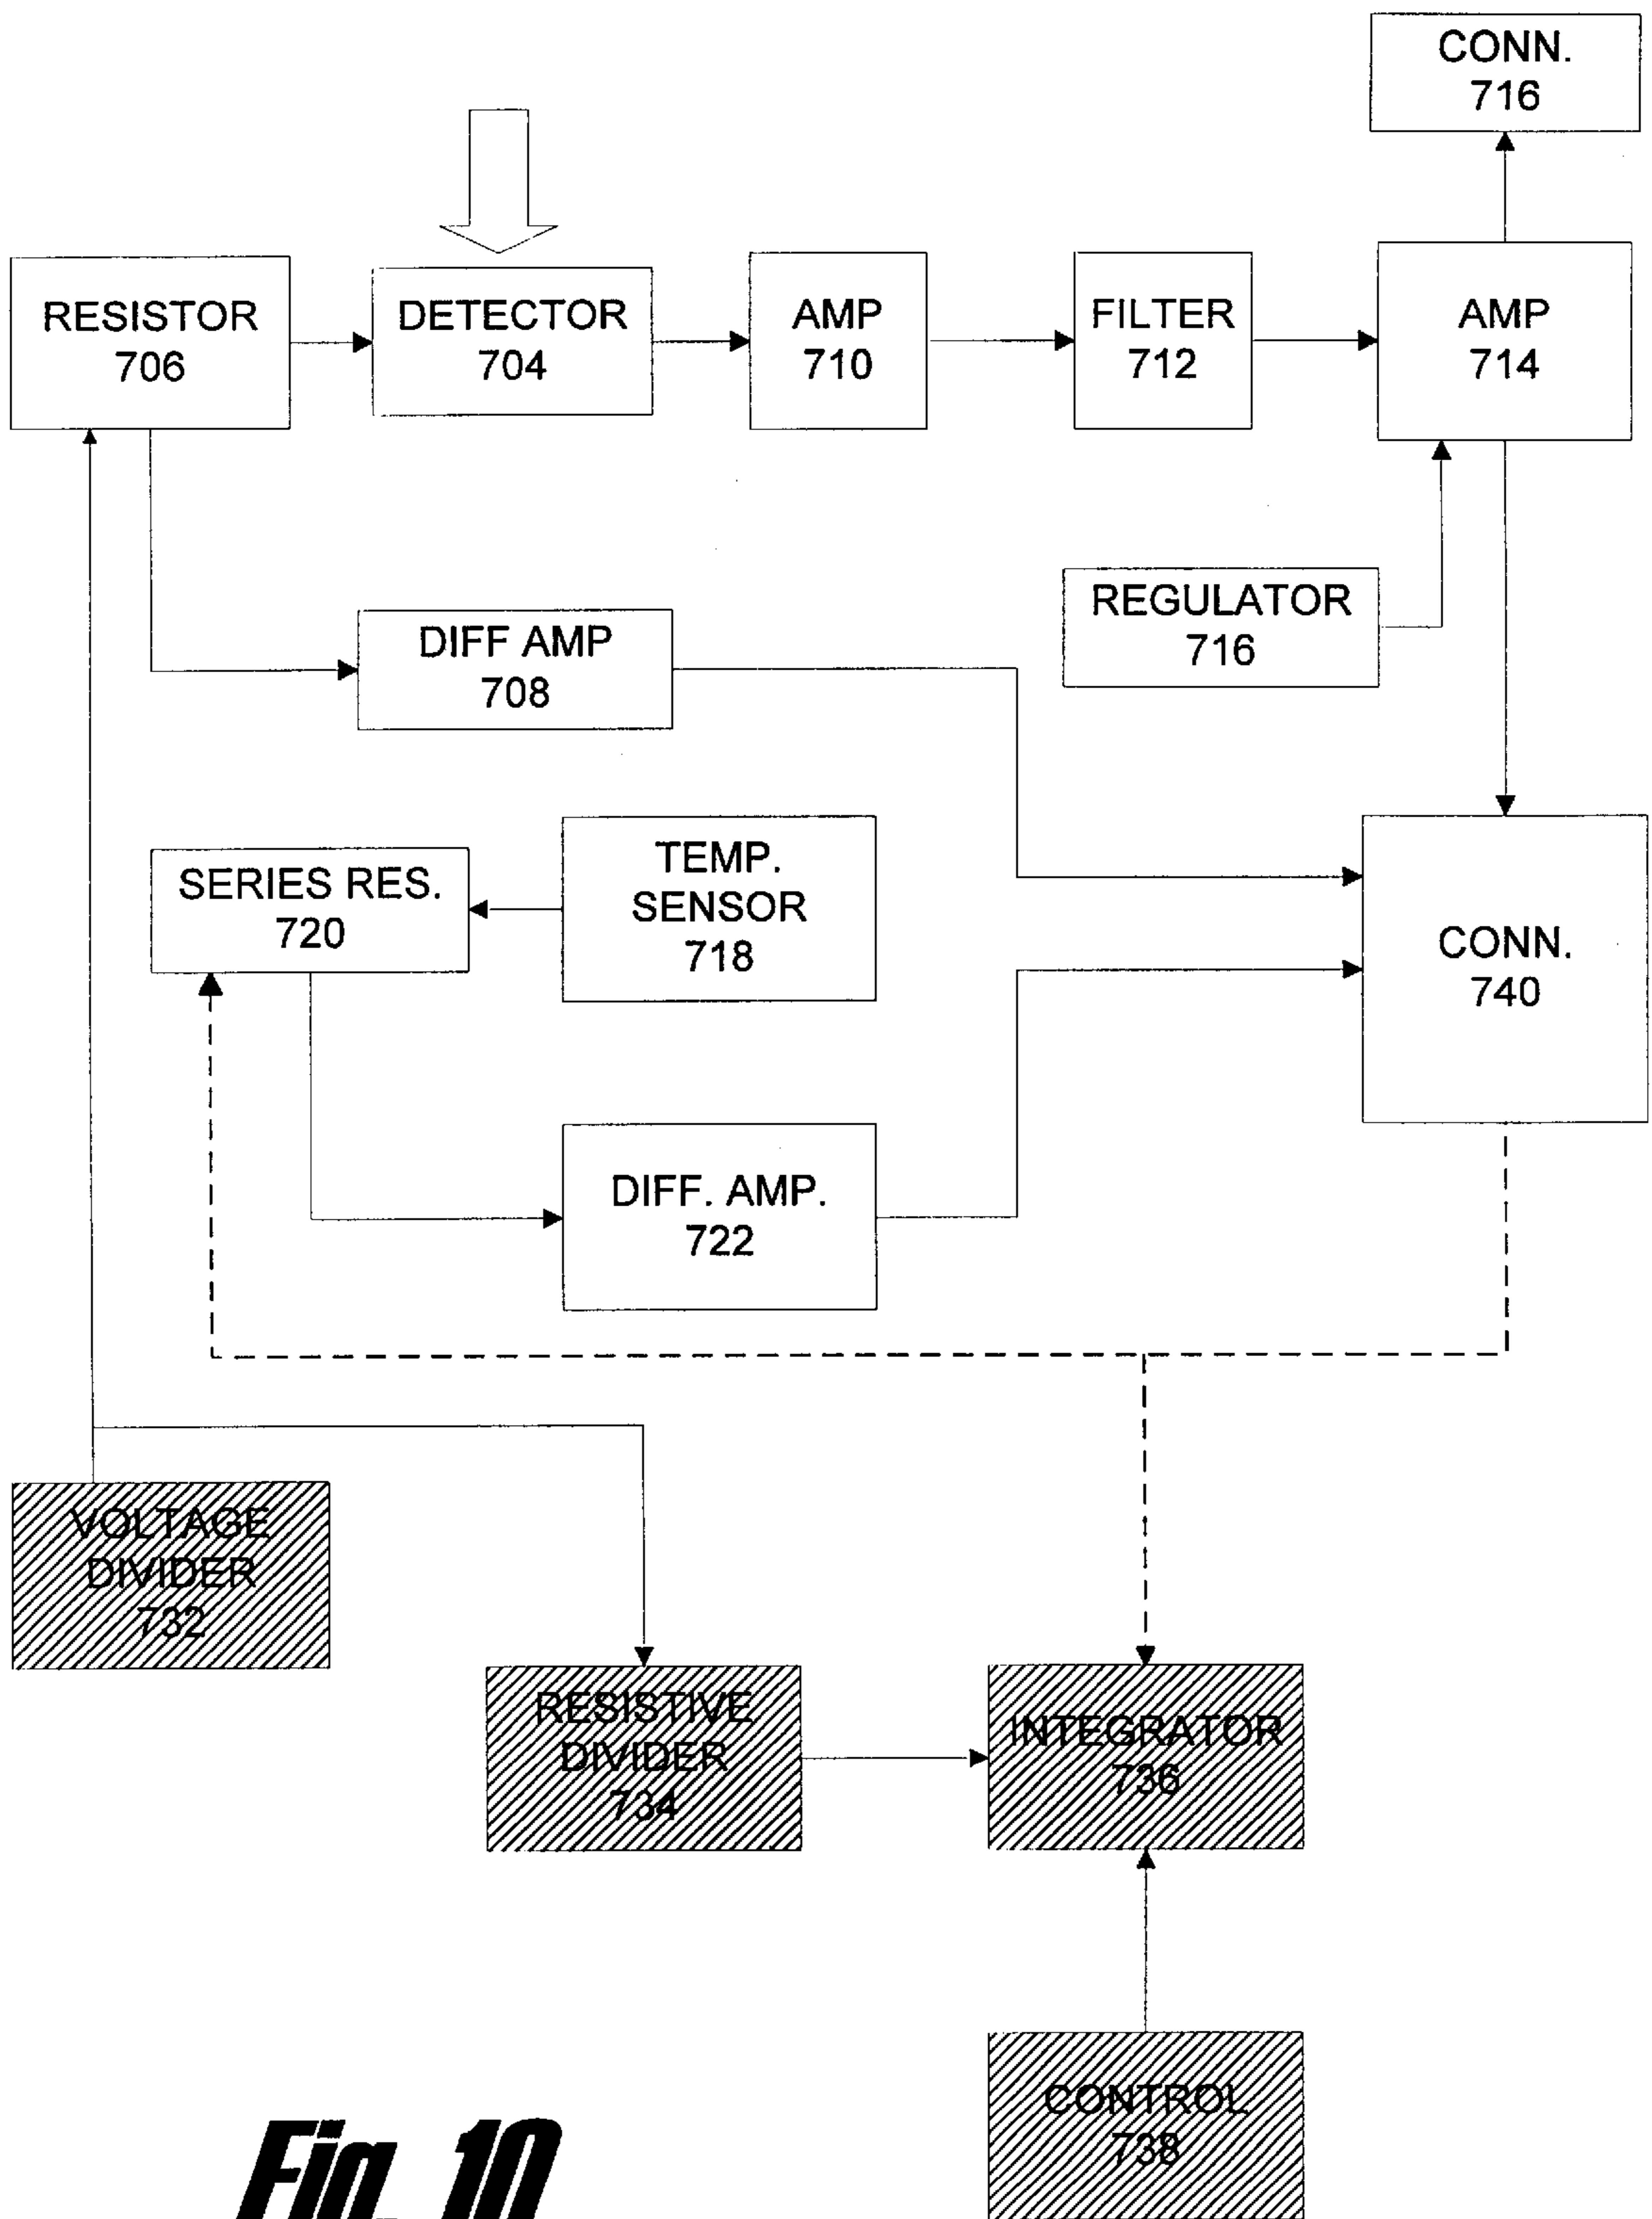 CONN.
716
RESISTOR
706
DETECTOR
704
AMP
710
FILTER
712
AMP
714
REGULATOR
716
DIFF AMP
708
SERIES RES.
720
TEMP.
SENSOR
718
CONN.
740
DIFF. AMP.
722
VOLTAGE
DIVIDER
732
RESISTIVE
DIVIDER
734
INTEGRATOR
736
CONTROL
738
Fig. 10